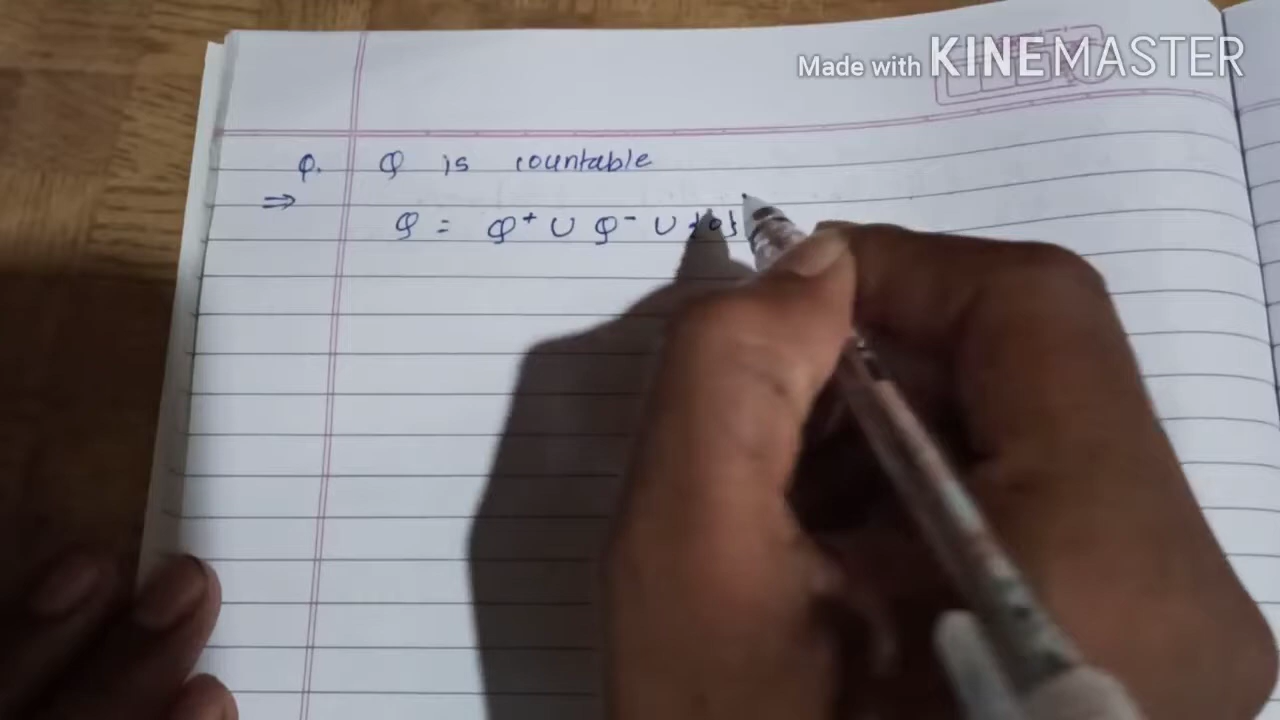 Made with KINEMASTER
Q. Q is countable
⇒
Q = Q⁺ ∪ Q⁻ ∪ {0}